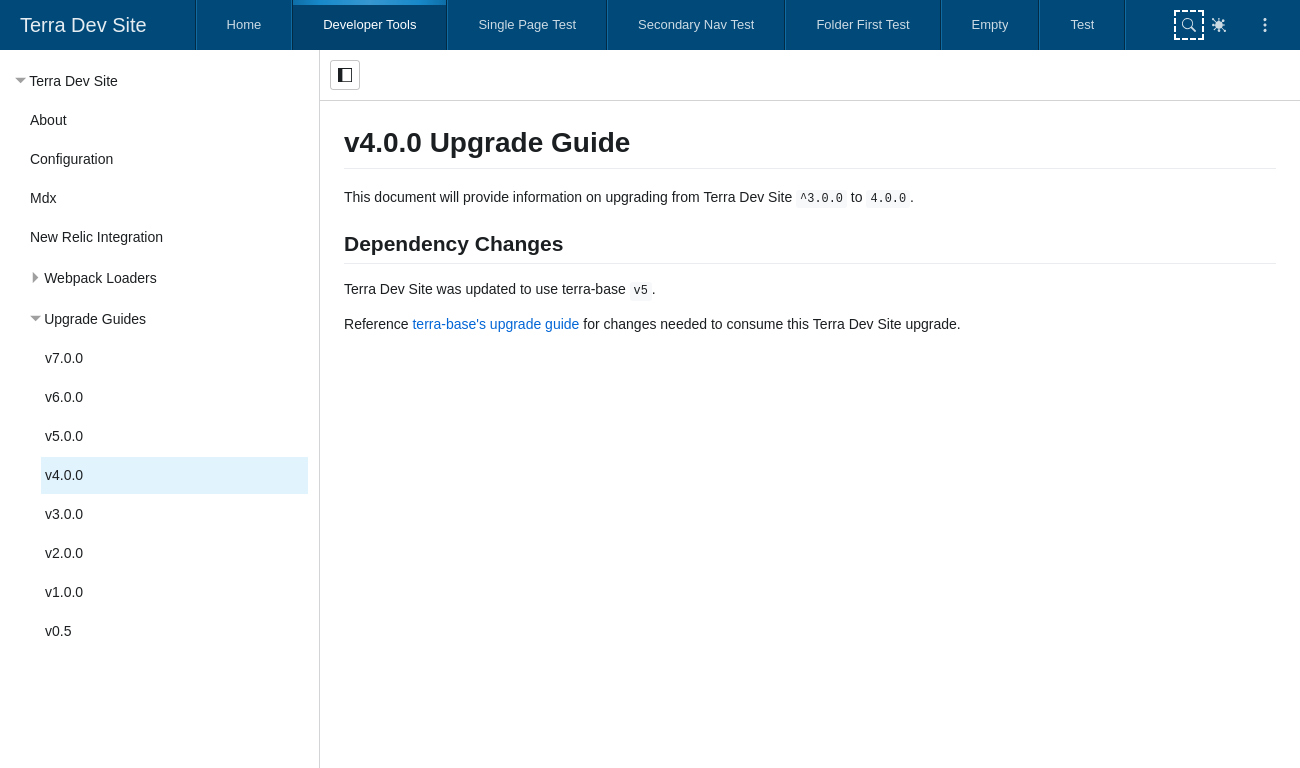 Terra Dev Site
Home
Developer Tools
Single Page Test
Secondary Nav Test
Folder First Test
Empty
Test
Terra Dev Site
About
Configuration
Mdx
New Relic Integration
Webpack Loaders
Upgrade Guides
v7.0.0
v6.0.0
v5.0.0
v4.0.0
v3.0.0
v2.0.0
v1.0.0
v0.5
v4.0.0 Upgrade Guide
This document will provide information on upgrading from Terra Dev Site ^3.0.0 to 4.0.0.
Dependency Changes
Terra Dev Site was updated to use terra-base v5.
Reference terra-base's upgrade guide for changes needed to consume this Terra Dev Site upgrade.